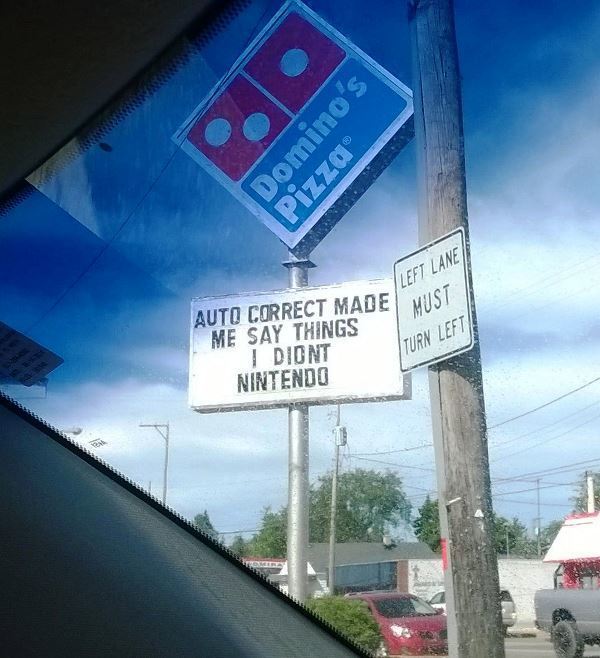 Domino's
Pizza®
AUTO CORRECT MADE
ME SAY THINGS
I DIDNT
NINTENDO
LEFT LANE
MUST
TURN LEFT